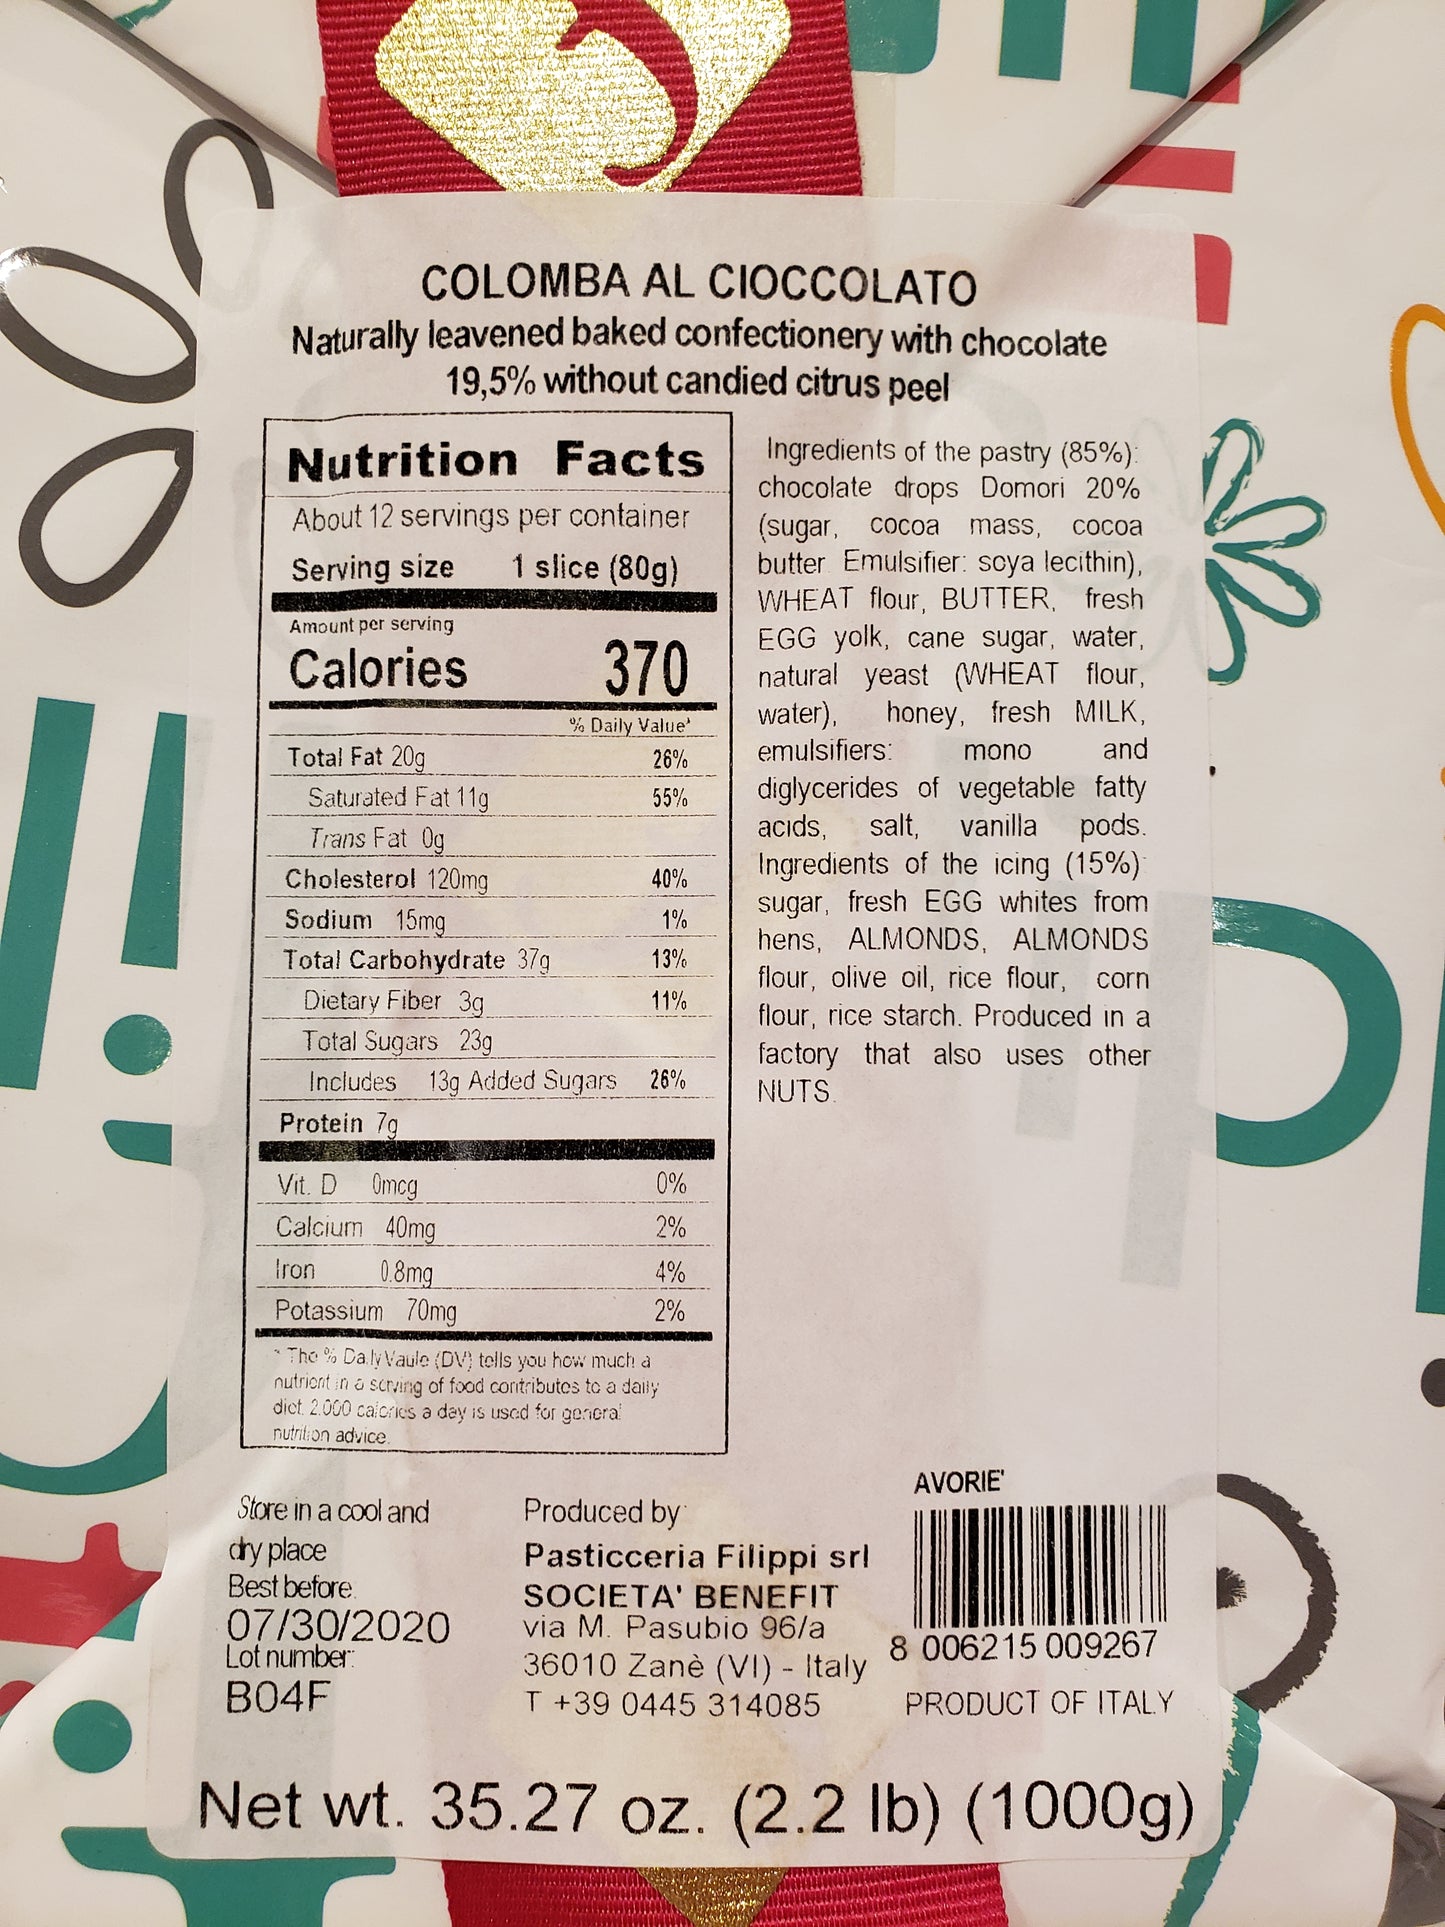 COLOMBA AL CIOCCOLATO
Naturally leavened baked confectionery with chocolate
19,5% without candied citrus peel
Nutrition Facts
About 12 servings per container
Serving size 1 slice (80g)
Amount per serving
Calories 370
% Daily Value*
Total Fat 20g 26%
Saturated Fat 11g 55%
Trans Fat 0g
Cholesterol 120mg 40%
Sodium 15mg 1%
Total Carbohydrate 37g 13%
Dietary Fiber 3g 11%
Total Sugars 23g
Includes 13g Added Sugars 26%
Protein 7g
Vit. D 0mcg 0%
Calcium 40mg 2%
Iron 0.8mg 4%
Potassium 70mg 2%
* The % Daily Vaule (DV) tells you how much a
nutrient in a serving of food contributes to a daily
diet. 2.000 calories a day is used for general
nutrition advice.
Ingredients of the pastry (85%):
chocolate drops Domori 20%
(sugar, cocoa mass, cocoa
butter. Emulsifier: soya lecithin),
WHEAT flour, BUTTER, fresh
EGG yolk, cane sugar, water,
natural yeast (WHEAT flour,
water), honey, fresh MILK,
emulsifiers: mono and
diglycerides of vegetable fatty
acids, salt, vanilla pods.
Ingredients of the icing (15%):
sugar, fresh EGG whites from
hens, ALMONDS, ALMONDS
flour, olive oil, rice flour, corn
flour, rice starch. Produced in a
factory that also uses other
NUTS.
Store in a cool and
dry place
Best before:
07/30/2020
Lot number:
B04F
Produced by:
Pasticceria Filippi srl
SOCIETA' BENEFIT
via M. Pasubio 96/a
36010 Zanè (VI) - Italy
T +39 0445 314085
AVORIE'
8 006215 009267
PRODUCT OF ITALY
Net wt. 35.27 oz. (2.2 lb) (1000g)